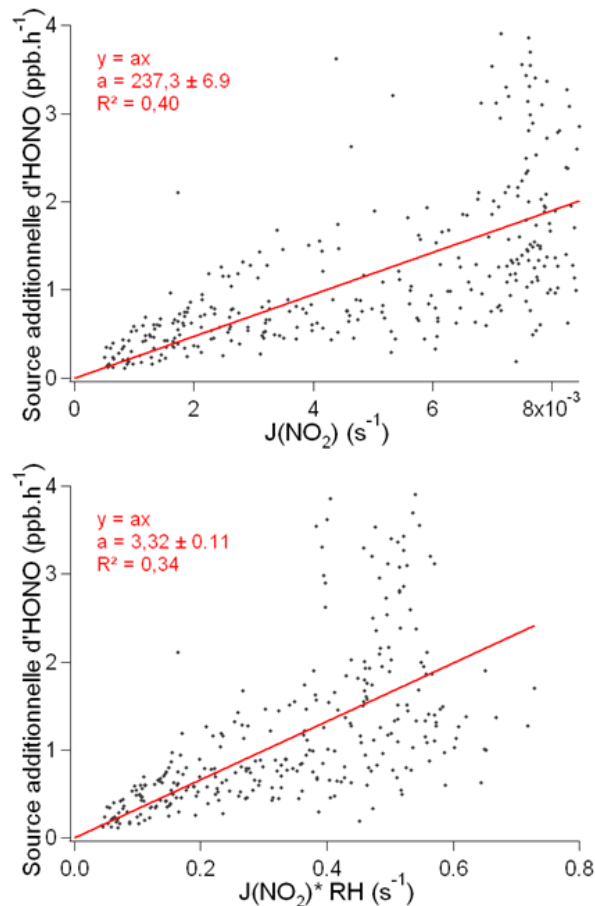 Source additionnelle d'HONO (ppb.h⁻¹)
4
3
2
1
0
y = ax
a = 237,3 ± 6.9
R² = 0,40
0
2
4
6
8x10⁻³
J(NO₂) (s⁻¹)
Source additionnelle d'HONO (ppb.h⁻¹)
4
3
2
1
0
y = ax
a = 3,32 ± 0.11
R² = 0,34
0.0
0.2
0.4
0.6
0.8
J(NO₂)* RH (s⁻¹)